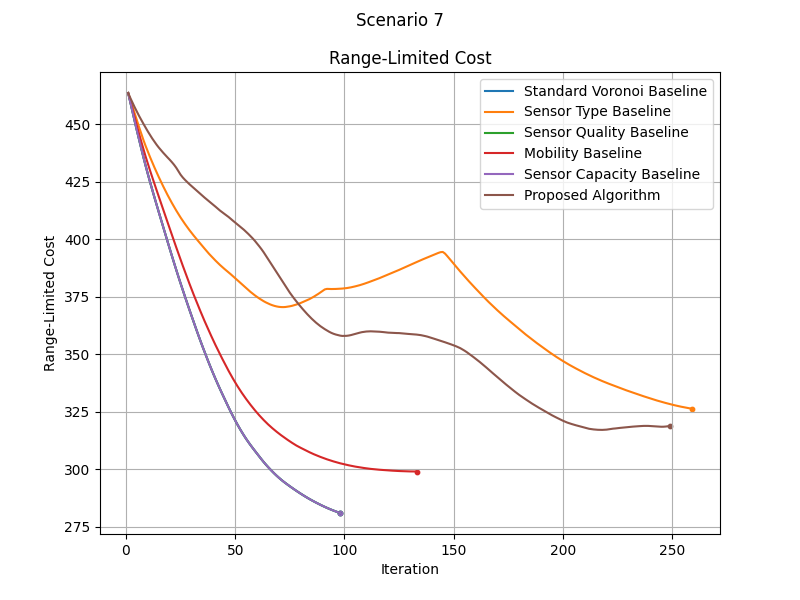 Scenario 7
Range-Limited Cost
Standard Voronoi Baseline
Sensor Type Baseline
Sensor Quality Baseline
Mobility Baseline
Sensor Capacity Baseline
Proposed Algorithm
Range-Limited Cost
450
425
400
375
350
325
300
275
0 50 100 150 200 250
Iteration